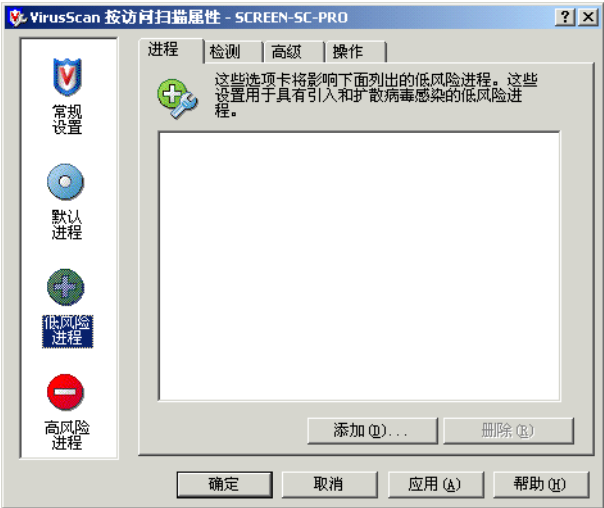 VirusScan 按访问扫描属性 - SCREEN-SC-PRO
常规
设置
默认
进程
低风险
进程
高风险
进程
进程 检测 高级 操作
这些选项卡将影响下面列出的低风险进程。这些
设置用于具有引入和扩散病毒感染的低风险进
程。
添加(D)... 删除(R)
确定 取消 应用(A) 帮助(H)